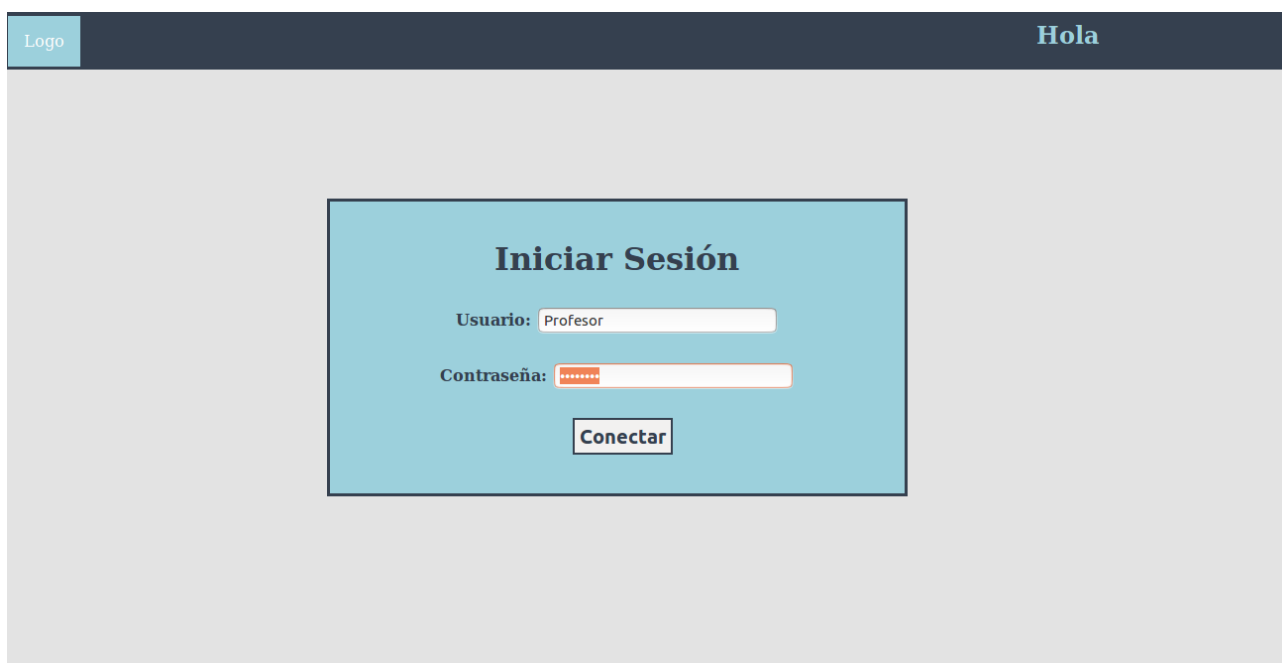 Logo
Hola
Iniciar Sesión
Usuario: Profesor
Contraseña: ••••••••
Conectar